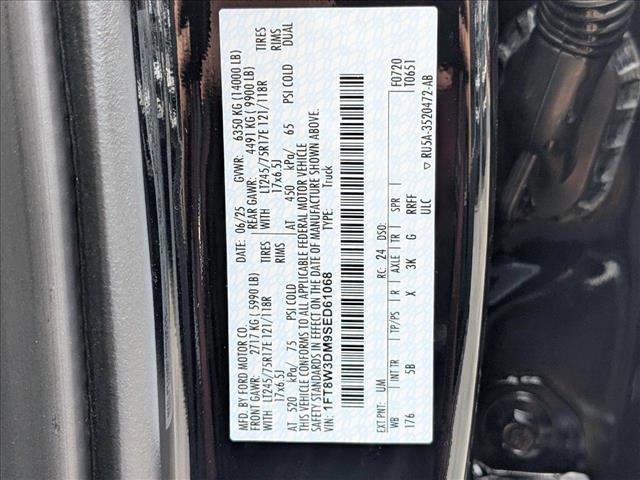 MFD. BY FORD MOTOR CO.
DATE: 06/25 GVWR: 6350 KG (14000 LB)
FRONT GAWR: 2717 KG ( 5990 LB) REAR GAWR: 4491 KG ( 9900 LB)
WITH LT245/75R17E 121/118R TIRES WITH LT245/75R17E 121/118R TIRES
17x6.5J RIMS 17x6.5J RIMS
AT 520 kPa/ 75 PSI COLD AT 450 kPa/ 65 PSI COLD DUAL
THIS VEHICLE CONFORMS TO ALL APPLICABLE FEDERAL MOTOR VEHICLE
SAFETY STANDARDS IN EFFECT ON THE DATE OF MANUFACTURE SHOWN ABOVE.
VIN: 1FT8W3DM9SED61068 TYPE: Truck
F0720
T0651
EXT PNT: UM RC: 24 DSO:
WB INT TR TP/PS R AXLE TR SPR
176 5B X 3K G RRFF
ULC
▽ RU5A-3520472-AB